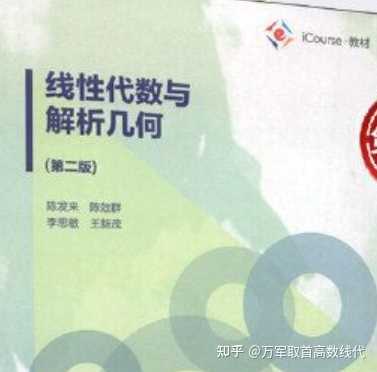 iCourse·教材
线性代数与
解析几何
(第二版)
陈发来 陈效群
李思敏 王新茂
知乎 @万军取首高数线代